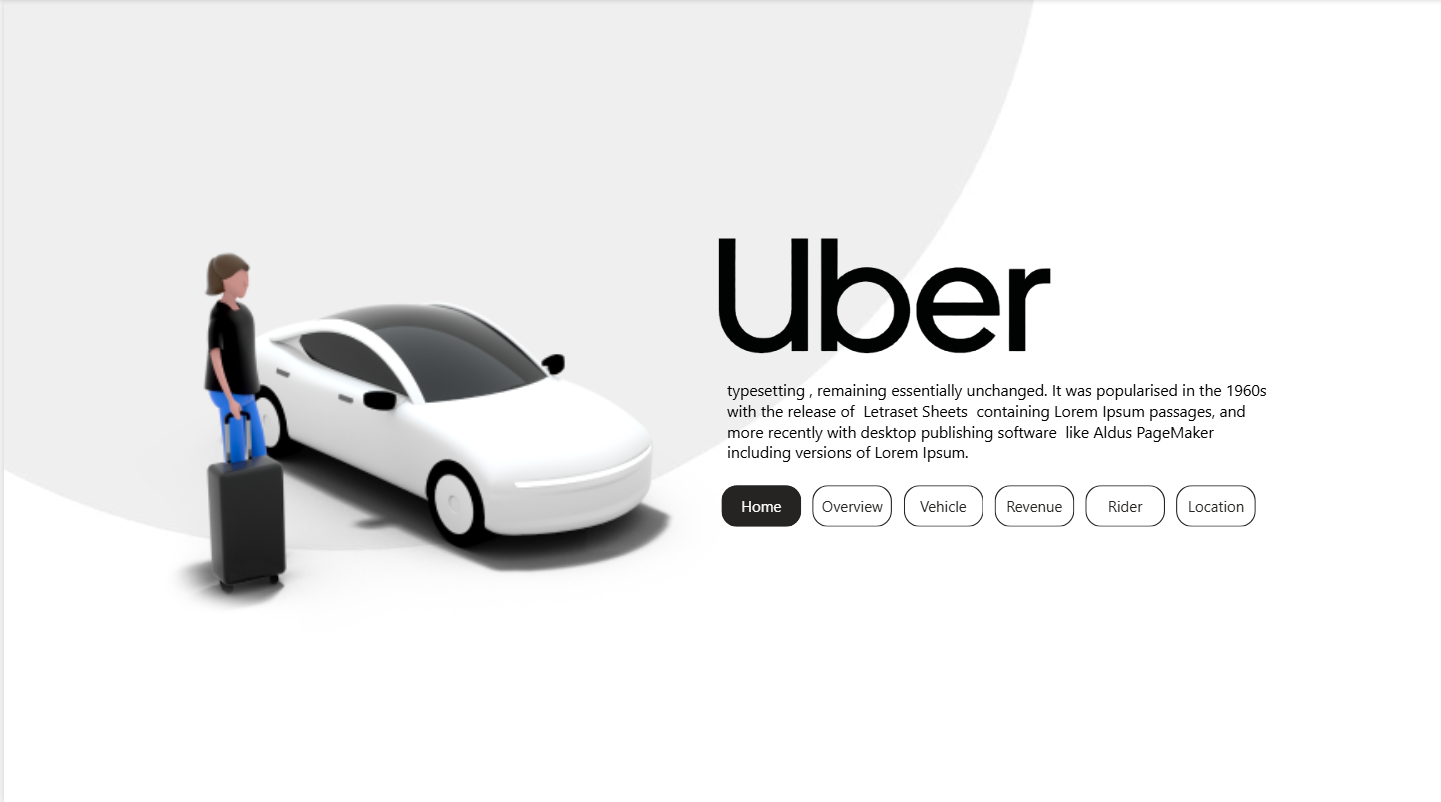 Uber
typesetting , remaining essentially unchanged. It was popularised in the 1960s
with the release of  Letraset Sheets  containing Lorem Ipsum passages, and
more recently with desktop publishing software  like Aldus PageMaker
including versions of Lorem Ipsum.
Home Overview Vehicle Revenue Rider Location